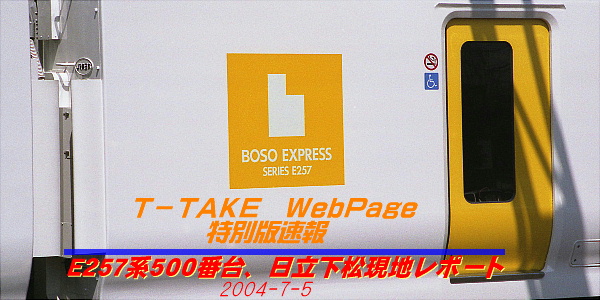 BOSO EXPRESS
SERIES E257
T-TAKE WebPage
特別版速報
E257系500番台、日立下松現地レポート
2004-7-5